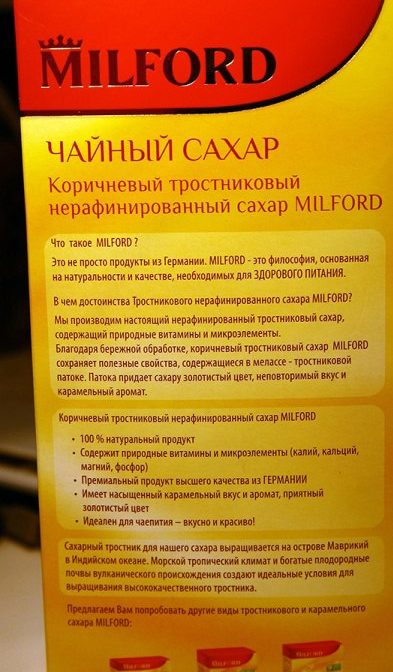 MILFORD
ЧАЙНЫЙ САХАР
Коричневый тростниковый
нерафинированный сахар MILFORD
Что такое MILFORD ?
Это не просто продукты из Германии. MILFORD - это философия, основанная
на натуральности и качестве, необходимых для ЗДОРОВОГО ПИТАНИЯ.
В чем достоинства Тростникового нерафинированного сахара MILFORD?
Мы производим настоящий нерафинированный тростниковый сахар,
содержащий природные витамины и микроэлементы.
Благодаря бережной обработке, коричневый тростниковый сахар MILFORD
сохраняет полезные свойства, содержащиеся в мелассе - тростниковой
патоке. Патока придает сахару золотистый цвет, неповторимый вкус и
карамельный аромат.
Коричневый тростниковый нерафинированный сахар MILFORD
• 100 % натуральный продукт
• Содержит природные витамины и микроэлементы (калий, кальций,
магний, фосфор)
• Премиальный продукт высшего качества из ГЕРМАНИИ
• Имеет насыщенный карамельный вкус и аромат, приятный
золотистый цвет
• Идеален для чаепития – вкусно и красиво!
Сахарный тростник для нашего сахара выращивается на острове Маврикий
в Индийском океане. Морской тропический климат и богатые плодородные
почвы вулканического происхождения создают идеальные условия для
выращивания высококачественного тростника.
Предлагаем Вам попробовать другие виды тростникового и карамельного
сахара MILFORD:
MILFORD
MILFORD
MILFORD